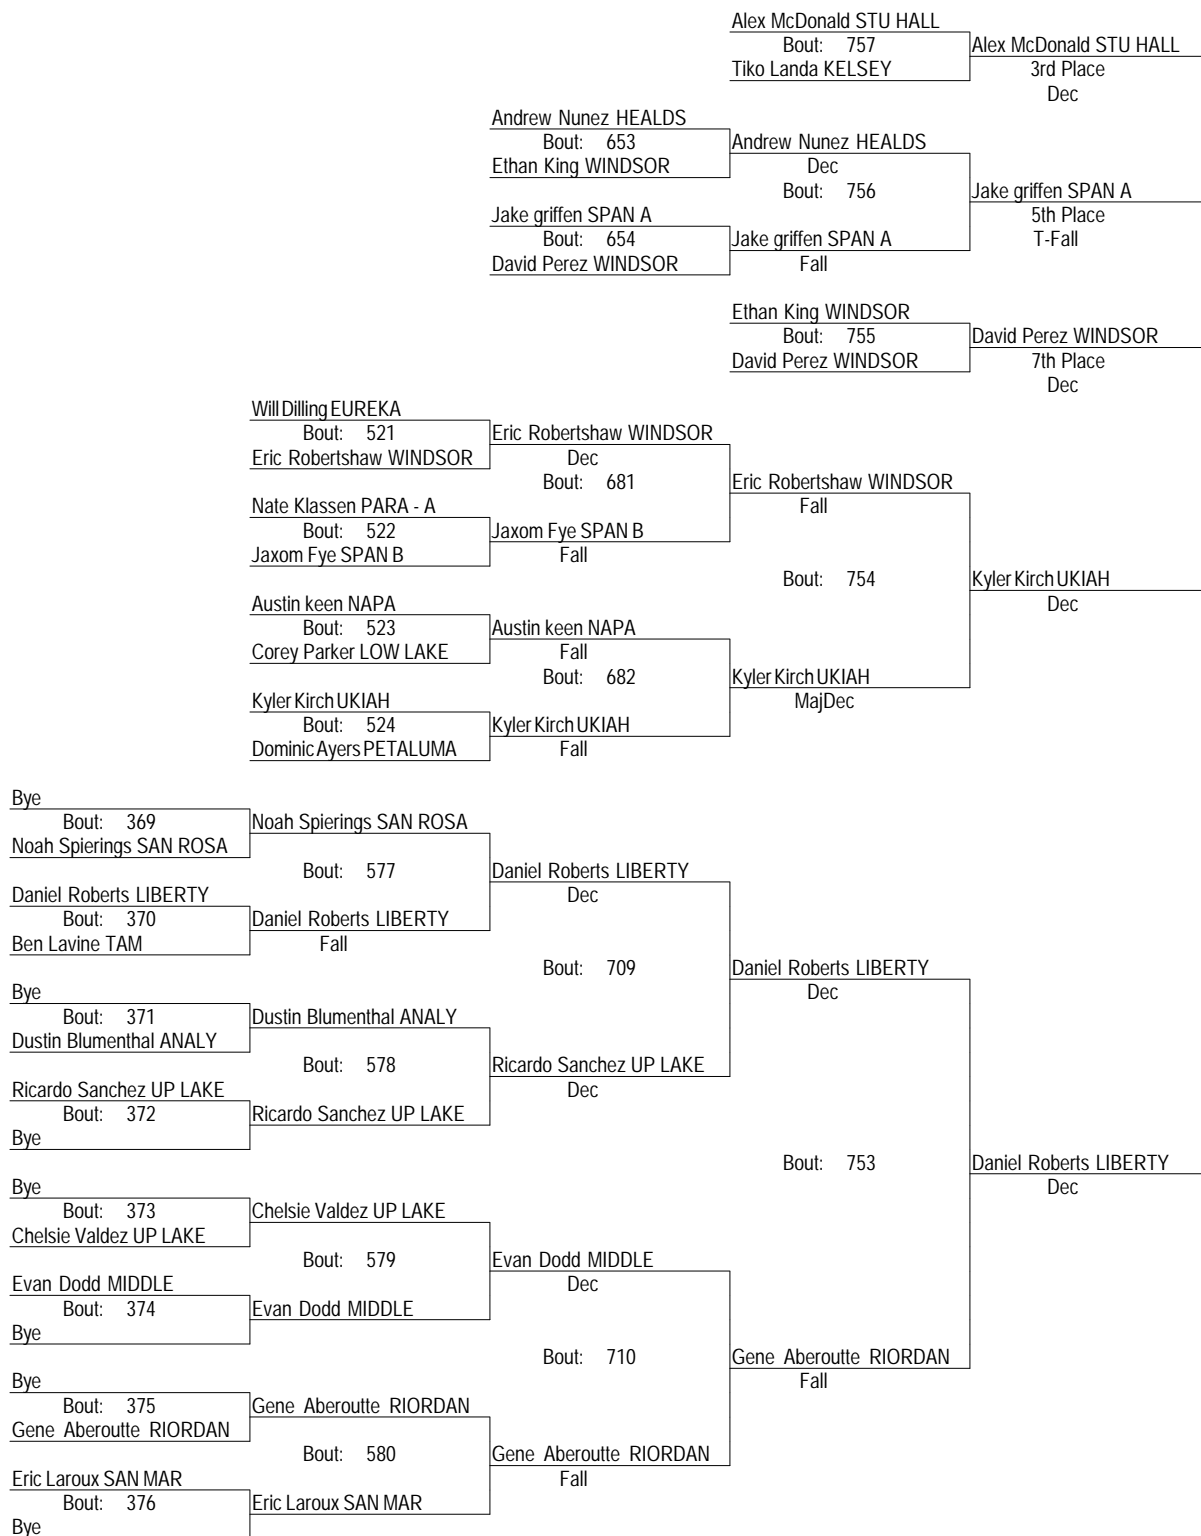 Alex McDonald STU HALL
Bout: 757
Alex McDonald STU HALL
Tiko Landa KELSEY
3rd Place
Dec
Andrew Nunez HEALDS
Bout: 653
Andrew Nunez HEALDS
Ethan King WINDSOR
Dec
Bout: 756
Jake griffen SPAN A
Jake griffen SPAN A
5th Place
Bout: 654
Jake griffen SPAN A
T-Fall
David Perez WINDSOR
Fall
Ethan King WINDSOR
Bout: 755
David Perez WINDSOR
David Perez WINDSOR
7th Place
Dec
Will Dilling EUREKA
Bout: 521
Eric Robertshaw WINDSOR
Eric Robertshaw WINDSOR
Dec
Bout: 681
Eric Robertshaw WINDSOR
Nate Klassen PARA - A
Fall
Bout: 522
Jaxom Fye SPAN B
Jaxom Fye SPAN B
Fall
Bout: 754
Kyler Kirch UKIAH
Austin keen NAPA
Dec
Bout: 523
Austin keen NAPA
Corey Parker LOW LAKE
Fall
Bout: 682
Kyler Kirch UKIAH
Kyler Kirch UKIAH
MajDec
Bout: 524
Kyler Kirch UKIAH
Dominic Ayers PETALUMA
Fall
Bye
Bout: 369
Noah Spierings SAN ROSA
Noah Spierings SAN ROSA
Bout: 577
Daniel Roberts LIBERTY
Daniel Roberts LIBERTY
Dec
Bout: 370
Daniel Roberts LIBERTY
Ben Lavine TAM
Fall
Bout: 709
Daniel Roberts LIBERTY
Bye
Dec
Bout: 371
Dustin Blumenthal ANALY
Dustin Blumenthal ANALY
Bout: 578
Ricardo Sanchez UP LAKE
Ricardo Sanchez UP LAKE
Dec
Bout: 372
Ricardo Sanchez UP LAKE
Bye
Bout: 753
Daniel Roberts LIBERTY
Bye
Dec
Bout: 373
Chelsie Valdez UP LAKE
Chelsie Valdez UP LAKE
Bout: 579
Evan Dodd MIDDLE
Evan Dodd MIDDLE
Dec
Bout: 374
Evan Dodd MIDDLE
Bye
Bout: 710
Gene Aberoutte RIORDAN
Bye
Fall
Bout: 375
Gene Aberoutte RIORDAN
Gene Aberoutte RIORDAN
Bout: 580
Gene Aberoutte RIORDAN
Eric Laroux SAN MAR
Fall
Bout: 376
Eric Laroux SAN MAR
Bye